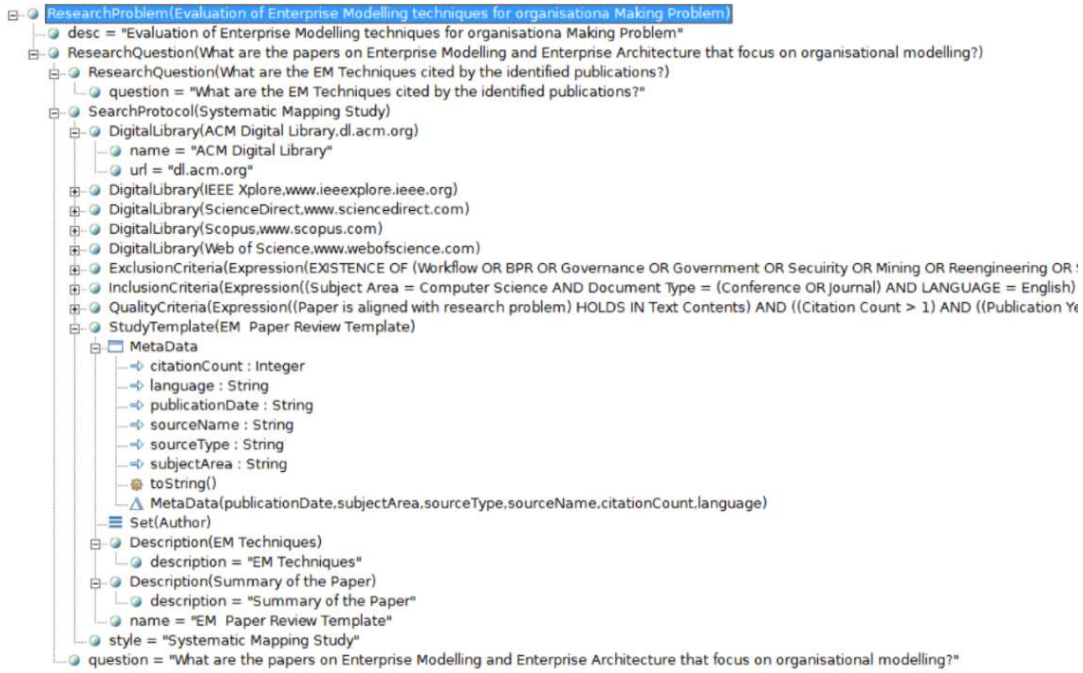 ResearchProblem(Evaluation of Enterprise Modelling techniques for organisationa Making Problem)
desc = "Evaluation of Enterprise Modelling techniques for organisationa Making Problem"
ResearchQuestion(What are the papers on Enterprise Modelling and Enterprise Architecture that focus on organisational modelling?)
ResearchQuestion(What are the EM Techniques cited by the identified publications?)
question = "What are the EM Techniques cited by the identified publications?"
SearchProtocol(Systematic Mapping Study)
DigitalLibrary(ACM Digital Library,dl.acm.org)
name = "ACM Digital Library"
url = "dl.acm.org"
DigitalLibrary(IEEE Xplore,www.ieeexplore.ieee.org)
DigitalLibrary(ScienceDirect,www.sciencedirect.com)
DigitalLibrary(Scopus,www.scopus.com)
DigitalLibrary(Web of Science,www.webofscience.com)
ExclusionCriteria(Expression(EXISTENCE OF (Workflow OR BPR OR Governance OR Government OR Secuirity OR Mining OR Reengineering OR
InclusionCriteria(Expression((Subject Area = Computer Science AND Document Type = (Conference OR Journal) AND LANGUAGE = English)
QualityCriteria(Expression((Paper is aligned with research problem) HOLDS IN Text Contents) AND ((Citation Count > 1) AND ((Publication
StudyTemplate(EM Paper Review Template)
MetaData
citationCount : Integer
language : String
publicationDate : String
sourceName : String
sourceType : String
subjectArea : String
toString()
MetaData(publicationDate,subjectArea,sourceType,sourceName,citationCount,language)
Set(Author)
Description(EM Techniques)
description = "EM Techniques"
Description(Summary of the Paper)
description = "Summary of the Paper"
name = "EM Paper Review Template"
style = "Systematic Mapping Study"
question = "What are the papers on Enterprise Modelling and Enterprise Architecture that focus on organisational modelling?"